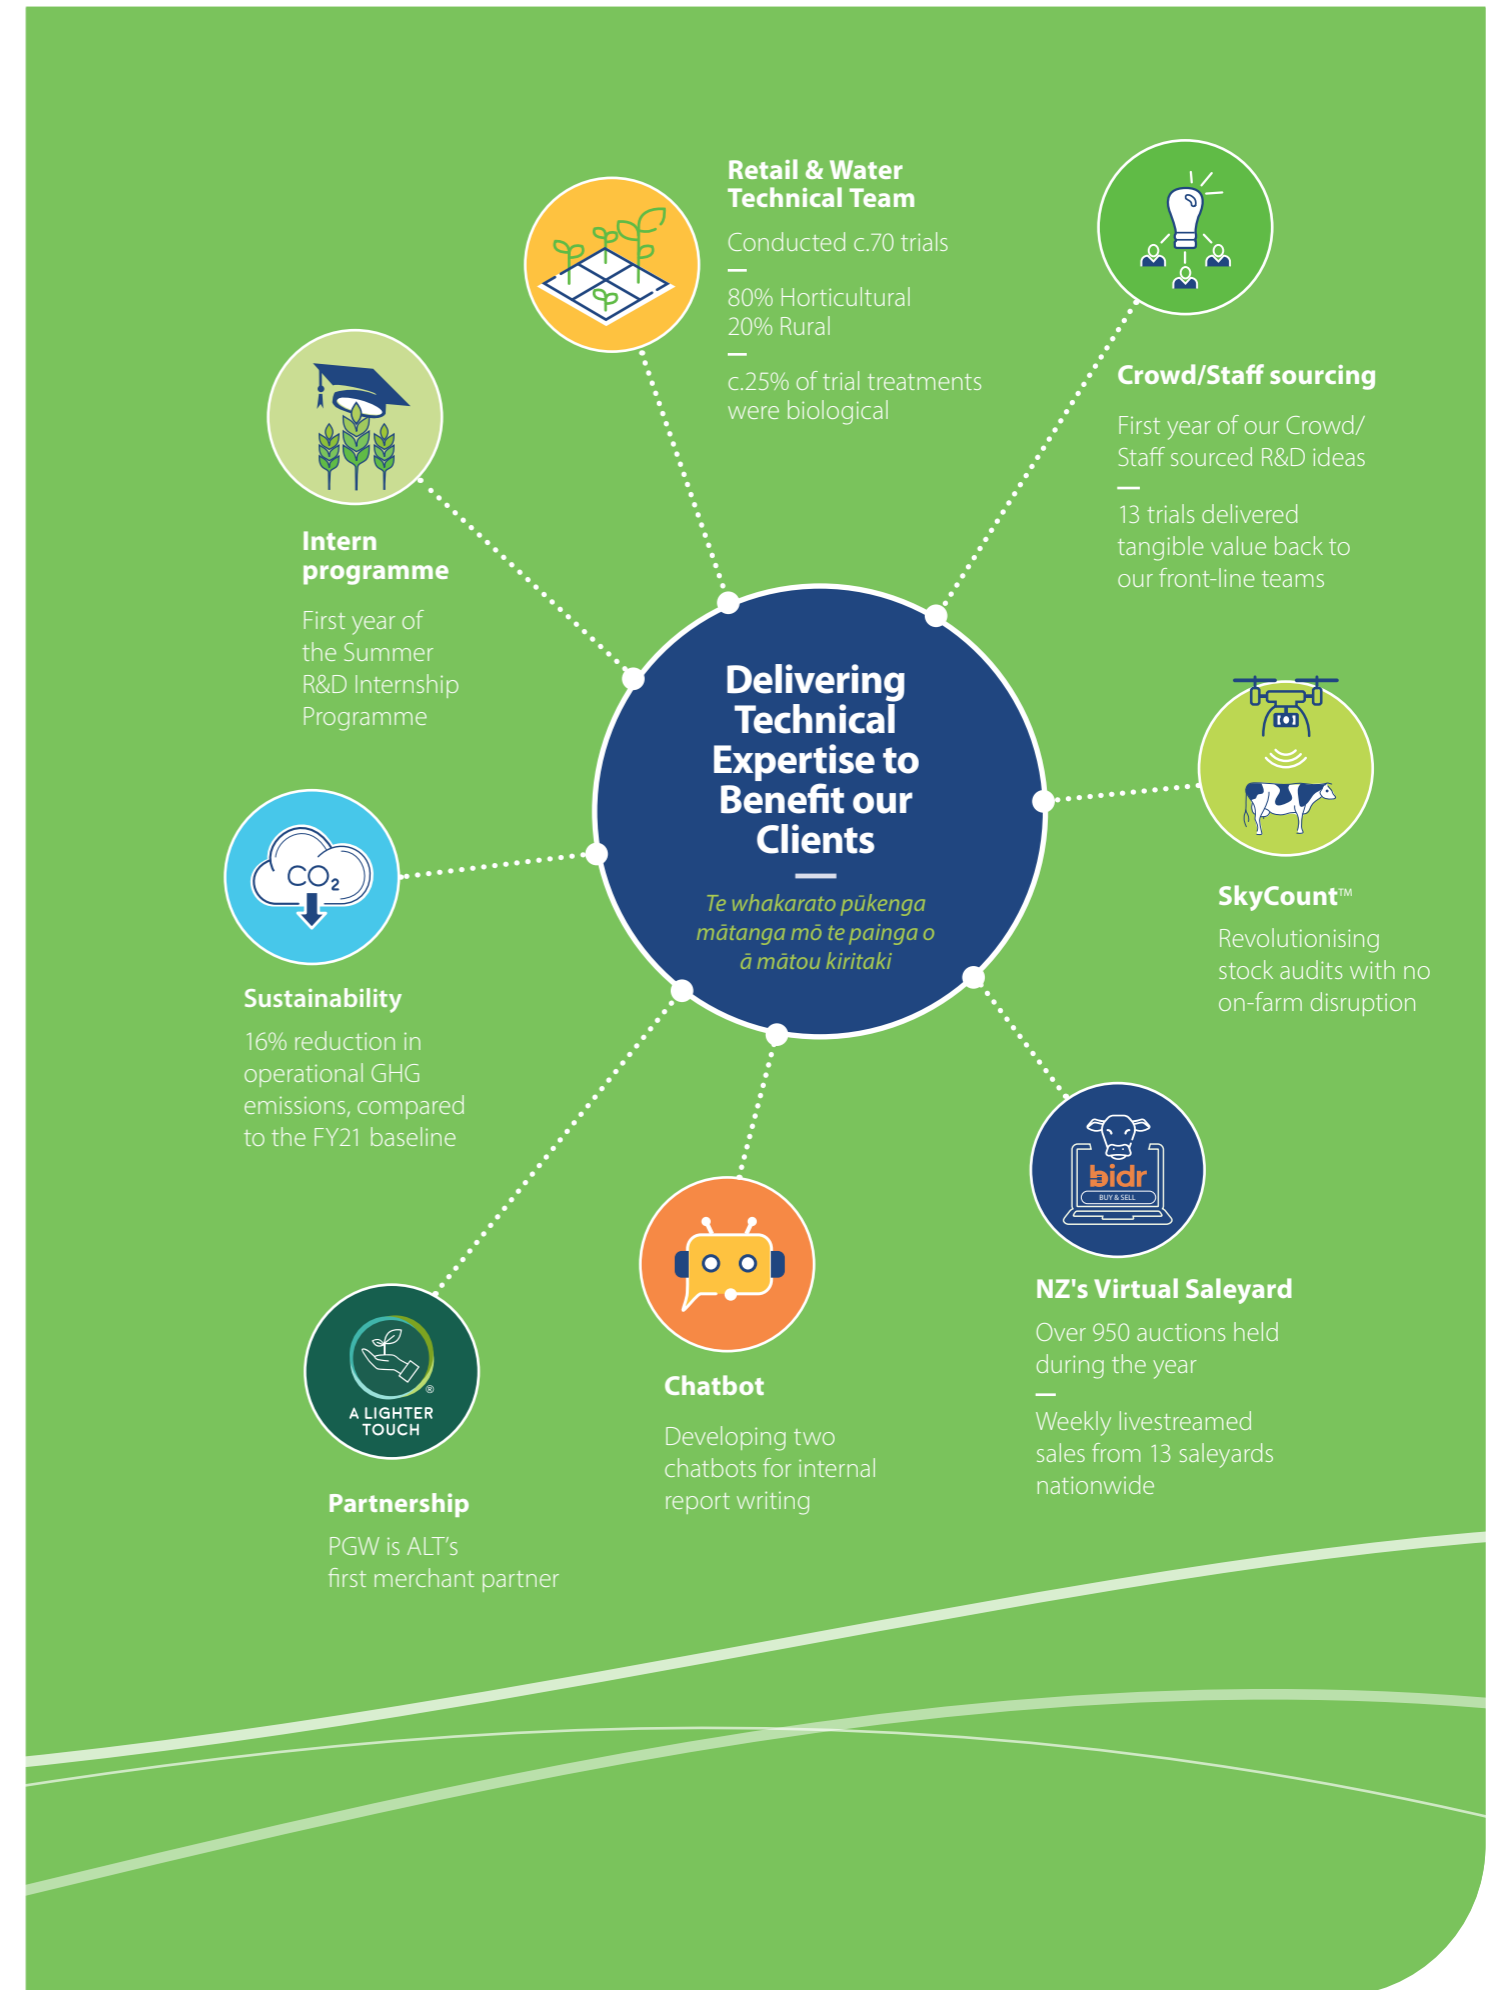 Retail & Water
Technical Team
Conducted c.70 trials
80% Horticultural
20% Rural
c.25% of trial treatments
were biological
Crowd/Staff sourcing
First year of our Crowd/
Staff sourced R&D ideas
13 trials delivered
tangible value back to
our front-line teams
Intern
programme
First year of
the Summer
R&D Internship
Programme
Delivering
Technical
Expertise to
Benefit our
Clients
Te whakarato pūkenga
mātanga mō te painga o
ā mātou kiritaki
SkyCount™
Revolutionising
stock audits with no
on-farm disruption
CO₂
Sustainability
16% reduction in
operational GHG
emissions, compared
to the FY21 baseline
bidr
BUY & SELL
NZ's Virtual Saleyard
Over 950 auctions held
during the year
Weekly livestreamed
sales from 13 saleyards
nationwide
Chatbot
Developing two
chatbots for internal
report writing
®
A LIGHTER
TOUCH
Partnership
PGW is ALT’s
first merchant partner